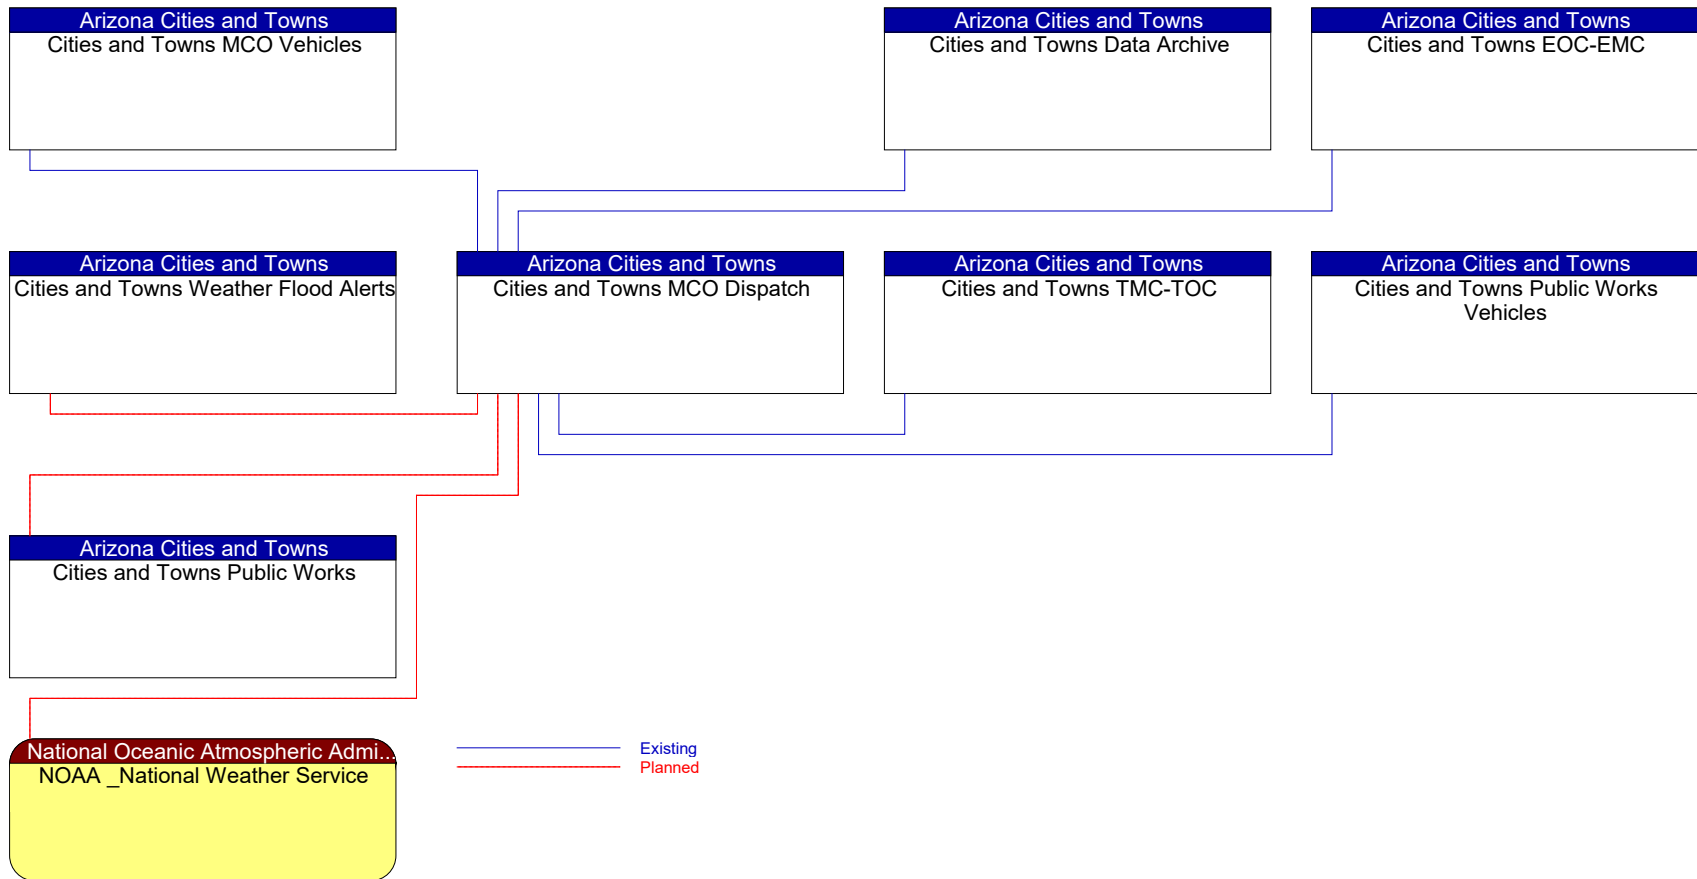 Arizona Cities and Towns
Cities and Towns MCO Vehicles
Arizona Cities and Towns
Cities and Towns Data Archive
Arizona Cities and Towns
Cities and Towns EOC-EMC
Arizona Cities and Towns
Cities and Towns Weather Flood Alerts
Arizona Cities and Towns
Cities and Towns MCO Dispatch
Arizona Cities and Towns
Cities and Towns TMC-TOC
Arizona Cities and Towns
Cities and Towns Public Works
Vehicles
Arizona Cities and Towns
Cities and Towns Public Works
National Oceanic Atmospheric Admi...
NOAA _National Weather Service
Existing
Planned